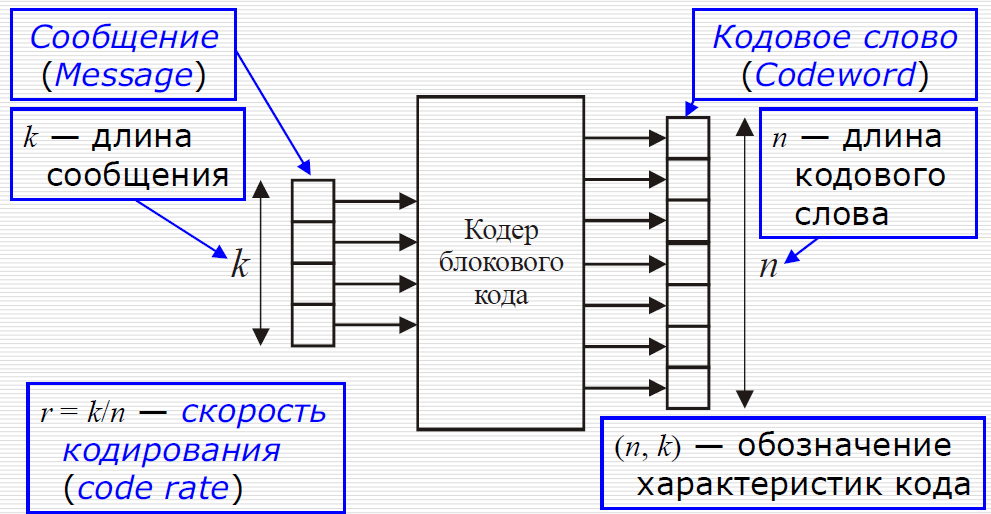 Сообщение
(Message)
Кодовое слово
(Codeword)
k — длина
сообщения
n — длина
кодового
слова
k
Кодер
блокового
кода
n
r = k/n — скорость
кодирования
(code rate)
(n, k) — обозначение
характеристик кода